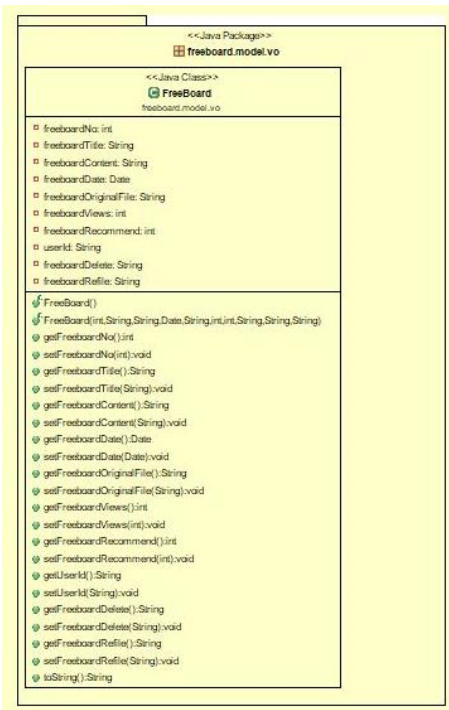 <<Java Package>>
freeboard.model.vo
<<Java Class>>
FreeBoard
freeboard.model.vo
freeboardNo: int
freeboardTitle: String
freeboardContent: String
freeboardDate: Date
freeboardOriginalFile: String
freeboardViews: int
freeboardRecommend: int
userId: String
freeboardDelete: String
freeboardRefile: String
FreeBoard()
FreeBoard(int,String,String,Date,String,int,int,String,String,String)
getFreeboardNo():int
setFreeboardNo(int):void
getFreeboardTitle():String
setFreeboardTitle(String):void
getFreeboardContent():String
setFreeboardContent(String):void
getFreeboardDate():Date
setFreeboardDate(Date):void
getFreeboardOriginalFile():String
setFreeboardOriginalFile(String):void
getFreeboardViews():int
setFreeboardViews(int):void
getFreeboardRecommend():int
setFreeboardRecommend(int):void
getUserId():String
setUserId(String):void
getFreeboardDelete():String
setFreeboardDelete(String):void
getFreeboardRefile():String
setFreeboardRefile(String):void
toString():String